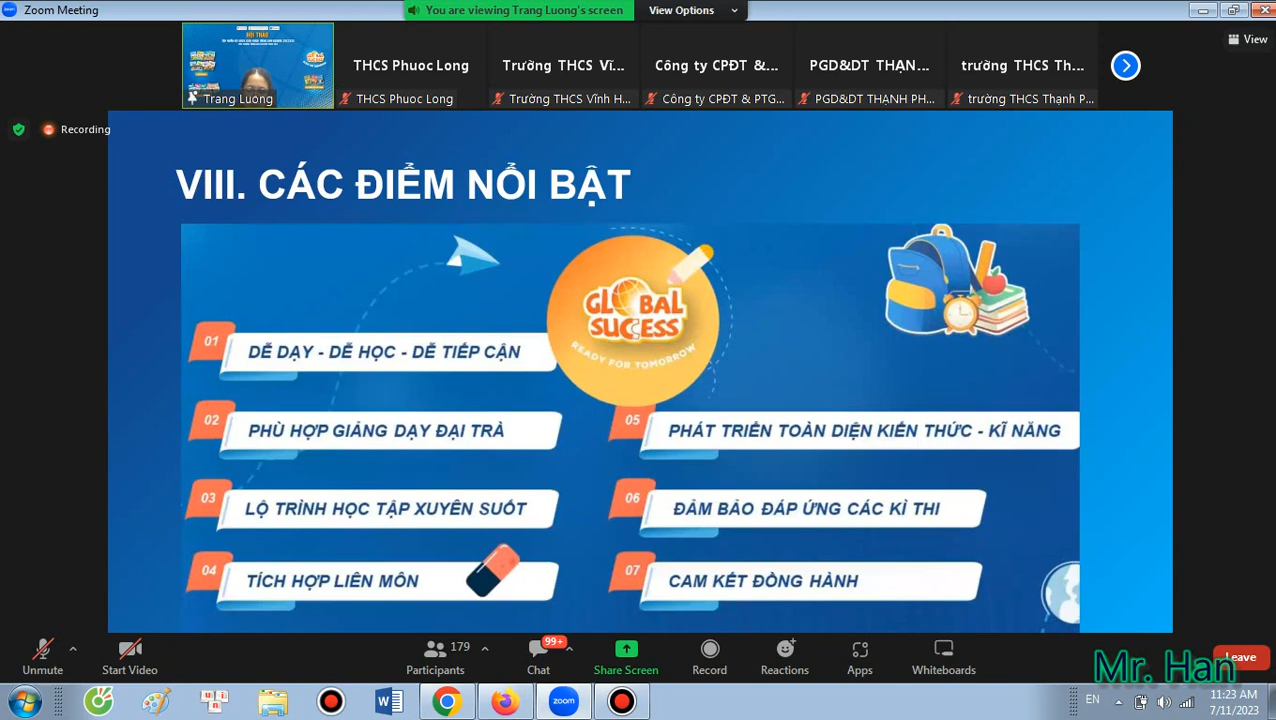 Zoom Meeting
You are viewing Trang Luong's screen
View Options
View
THCS Phuoc Long
Trường THCS Vĩ...
Công ty CPĐT &...
PGD&DT THẠN...
trường THCS Th...
Trang Luong
THCS Phuoc Long
Trường THCS Vĩnh H...
Công ty CPĐT & PTG...
PGD&DT THẠNH PH...
trường THCS Thạnh P...
Recording
VIII. CÁC ĐIỂM NỔI BẬT
GLOBAL
SUCCESS
READY FOR TOMORROW
01
DỄ DẠY - DỄ HỌC - DỄ TIẾP CẬN
02
PHÙ HỢP GIẢNG DẠY ĐẠI TRÀ
03
LỘ TRÌNH HỌC TẬP XUYÊN SUỐT
04
TÍCH HỢP LIÊN MÔN
05
PHÁT TRIỂN TOÀN DIỆN KIẾN THỨC - KĨ NĂNG
06
ĐẢM BẢO ĐÁP ỨNG CÁC KÌ THI
07
CAM KẾT ĐỒNG HÀNH
Unmute
Start Video
179
Participants
99+
Chat
Share Screen
Record
Reactions
Apps
Whiteboards
Leave
Mr. Han
EN
11:23 AM
7/11/2023